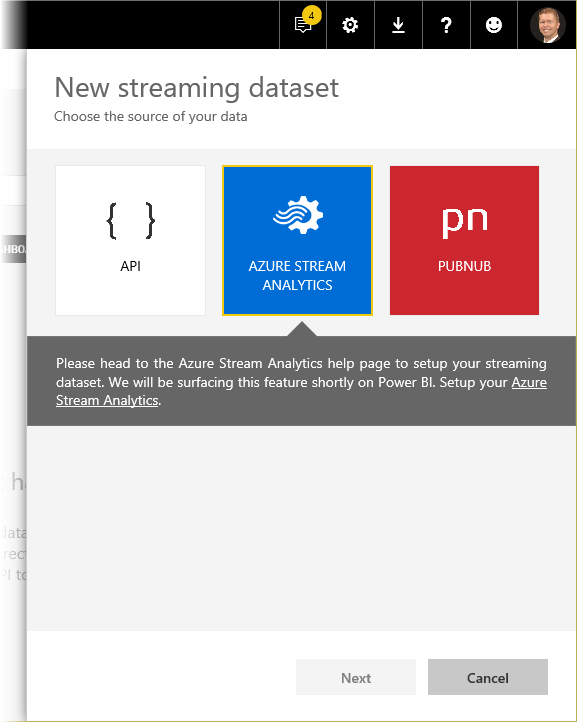 4
?
New streaming dataset
Choose the source of your data
{ }
pn
API
AZURE STREAM
ANALYTICS
PUBNUB
Please head to the Azure Stream Analytics help page to setup your streaming
dataset. We will be surfacing this feature shortly on Power BI. Setup your Azure
Stream Analytics.
Next
Cancel